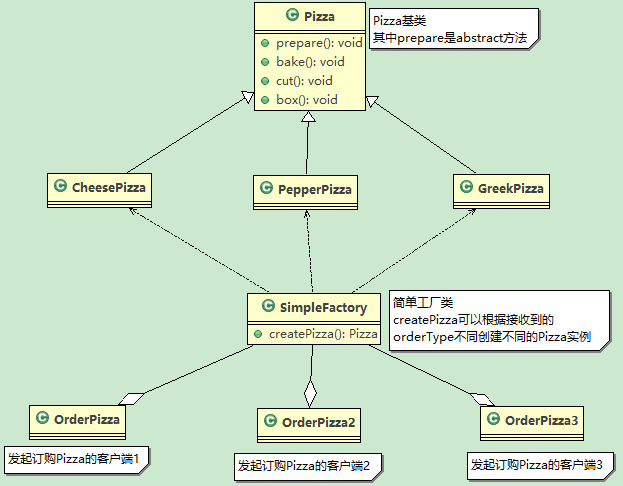 Pizza
prepare(): void
bake(): void
cut(): void
box(): void
Pizza基类
其中prepare是abstract方法
CheesePizza
PepperPizza
GreekPizza
SimpleFactory
createPizza(): Pizza
简单工厂类
createPizza可以根据接收到的
orderType不同创建不同的Pizza实例
OrderPizza
OrderPizza2
OrderPizza3
发起订购Pizza的客户端1
发起订购Pizza的客户端2
发起订购Pizza的客户端3